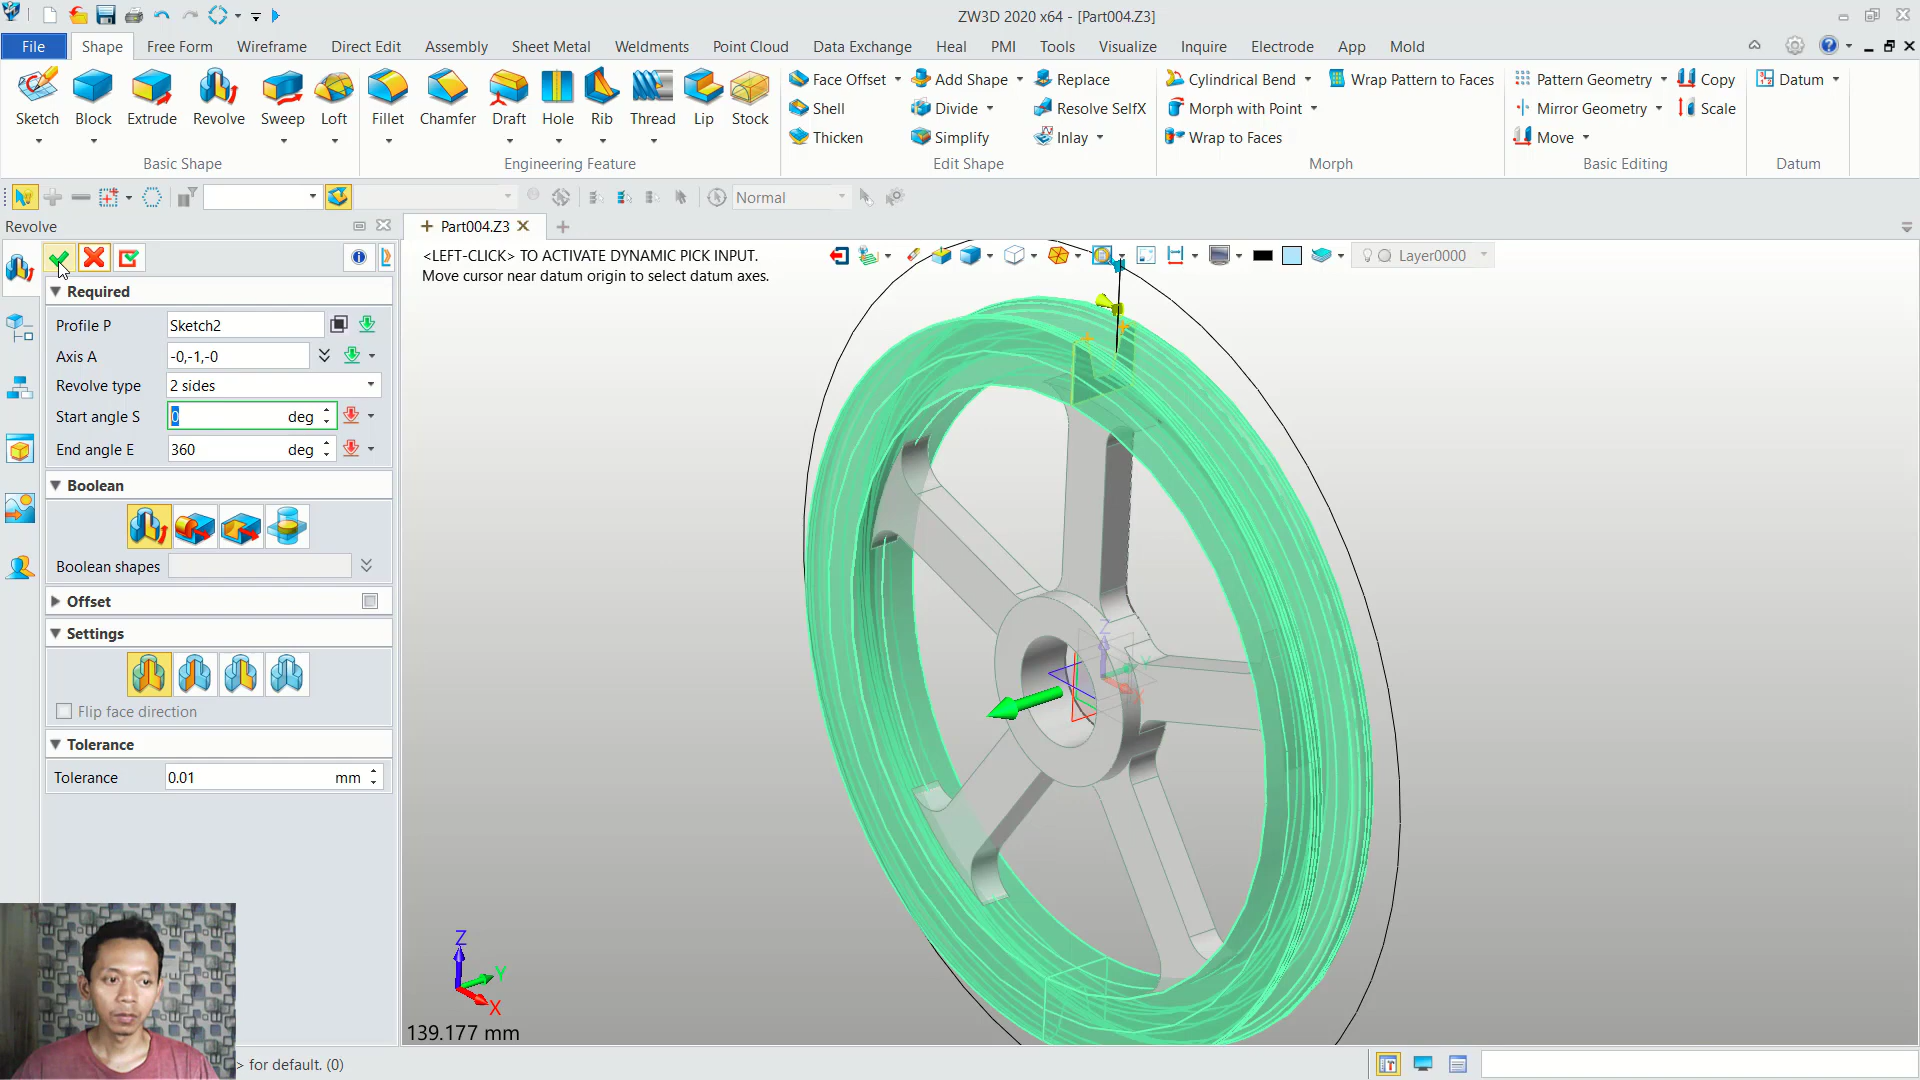 ZW3D 2020 x64 - [Part004.Z3]
File Shape Free Form Wireframe Direct Edit Assembly Sheet Metal Weldments Point Cloud Data Exchange Heal PMI Tools Visualize Inquire Electrode App Mold
Face Offset Add Shape Replace Cylindrical Bend Wrap Pattern to Faces Pattern Geometry Copy Datum
Sketch Block Extrude Revolve Sweep Loft Fillet Chamfer Draft Hole Rib Thread Lip Stock
Shell Divide Resolve SelfX Morph with Point Mirror Geometry Scale
Thicken Simplify Inlay Wrap to Faces Move
Basic Shape Engineering Feature Edit Shape Morph Basic Editing Datum
Normal
Revolve
Part004.Z3
<LEFT-CLICK> TO ACTIVATE DYNAMIC PICK INPUT.
Move cursor near datum origin to select datum axes.
Layer0000
Required
Profile P Sketch2
Axis A -0,-1,-0
Revolve type 2 sides
Start angle S 0 deg
End angle E 360 deg
Boolean
Boolean shapes
Offset
Settings
Flip face direction
Tolerance
Tolerance 0.01 mm
Z
Y
X
Z
Y
X
139.177 mm
> for default. (0)